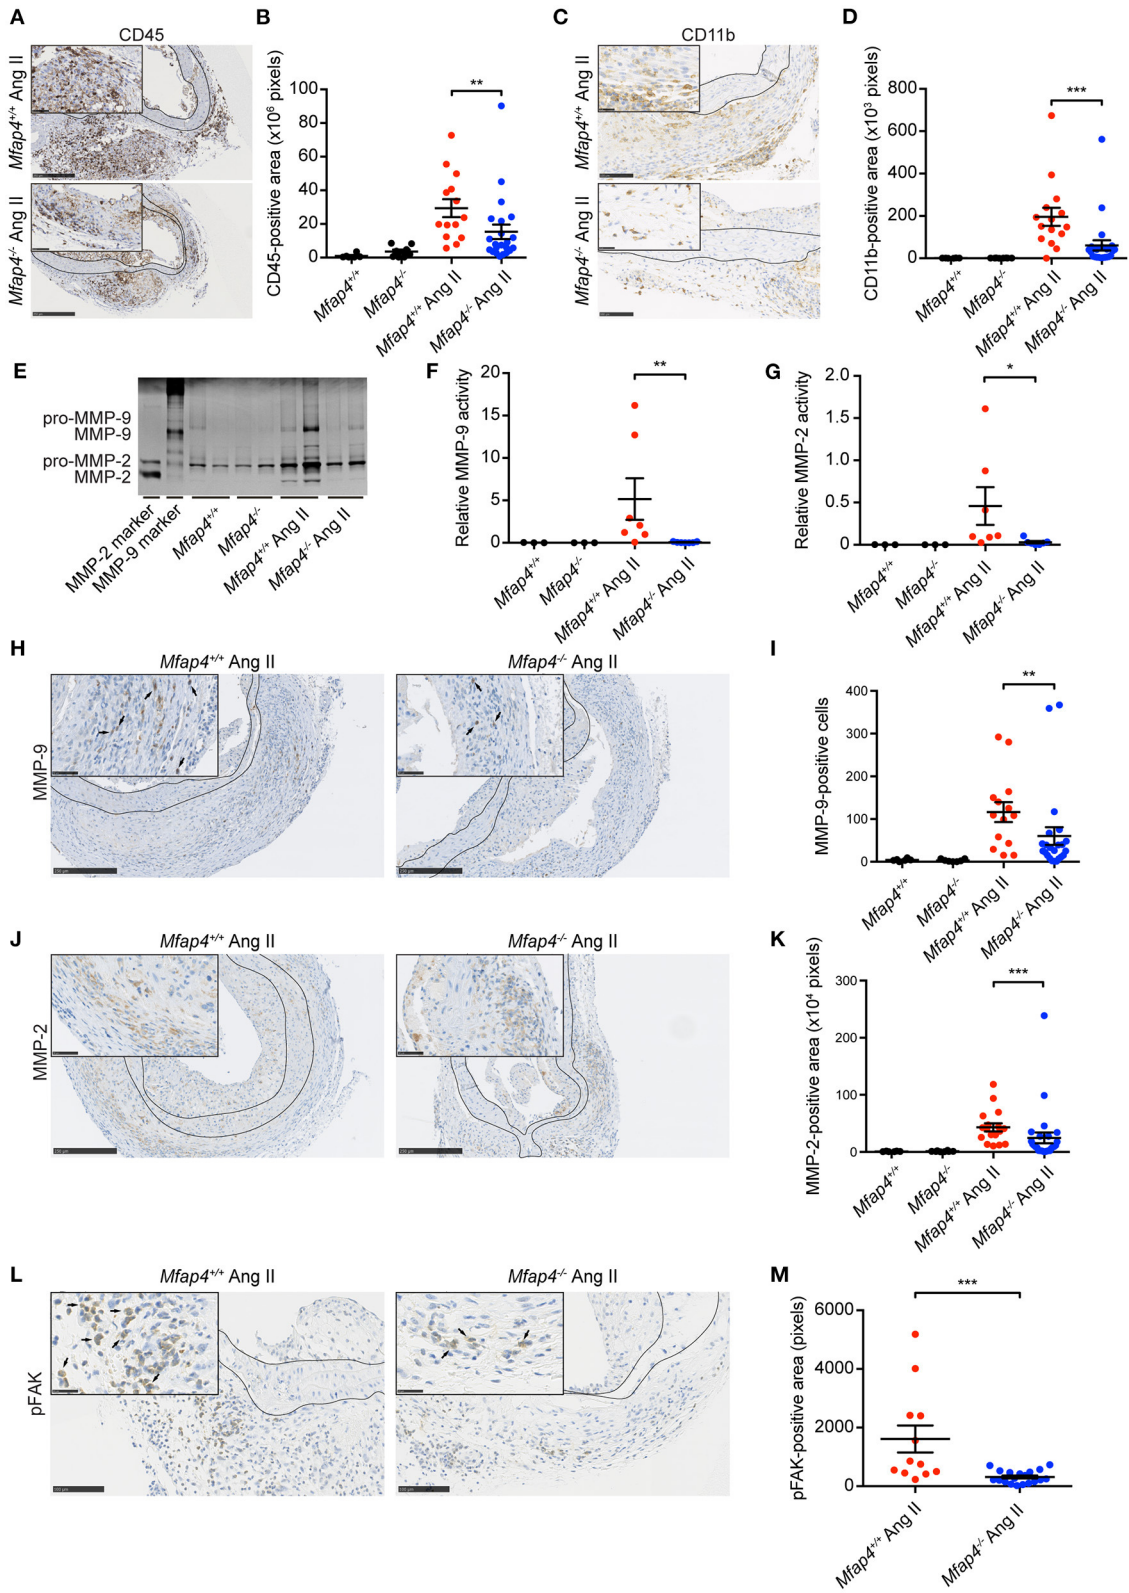 A
CD45
Mfap4+/+ Ang II
Mfap4-/- Ang II
B
CD45-positive area (x10⁶ pixels)
100
80
60
40
20
0
**
Mfap4+/+
Mfap4-/-
Mfap4+/+ Ang II
Mfap4-/- Ang II
C
CD11b
Mfap4+/+ Ang II
Mfap4-/- Ang II
D
CD11b-positive area (x10³ pixels)
800
600
400
200
0
***
Mfap4+/+
Mfap4-/-
Mfap4+/+ Ang II
Mfap4-/- Ang II
E
pro-MMP-9
MMP-9
pro-MMP-2
MMP-2
MMP-2 marker
MMP-9 marker
Mfap4+/+
Mfap4-/-
Mfap4+/+ Ang II
Mfap4-/- Ang II
F
Relative MMP-9 activity
20
15
10
5
0
**
Mfap4+/+
Mfap4-/-
Mfap4+/+ Ang II
Mfap4-/- Ang II
G
Relative MMP-2 activity
2.0
1.5
1.0
0.5
0
*
Mfap4+/+
Mfap4-/-
Mfap4+/+ Ang II
Mfap4-/- Ang II
H
Mfap4+/+ Ang II
Mfap4-/- Ang II
MMP-9
I
MMP-9-positive cells
400
300
200
100
0
**
Mfap4+/+
Mfap4-/-
Mfap4+/+ Ang II
Mfap4-/- Ang II
J
Mfap4+/+ Ang II
Mfap4-/- Ang II
MMP-2
K
MMP-2-positive area (x10⁴ pixels)
300
200
100
0
***
Mfap4+/+
Mfap4-/-
Mfap4+/+ Ang II
Mfap4-/- Ang II
L
Mfap4+/+ Ang II
Mfap4-/- Ang II
pFAK
M
pFAK-positive area (pixels)
6000
4000
2000
0
***
Mfap4+/+ Ang II
Mfap4-/- Ang II